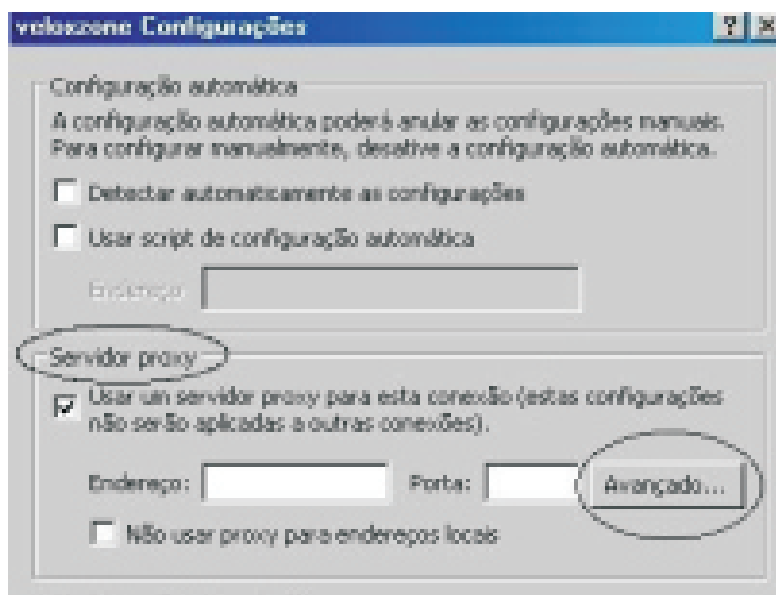 veloxzone Configurações
Configuração automática
A configuração automática poderá anular as configurações manuais.
Para configurar manualmente, desative a configuração automática.
Detectar automaticamente as configurações
Usar script de configuração automática
Endereço
Servidor proxy
Usar um servidor proxy para esta conexão (estas configurações
não serão aplicadas a outras conexões).
Endereço: Porta: Avançado...
Não usar proxy para endereços locais